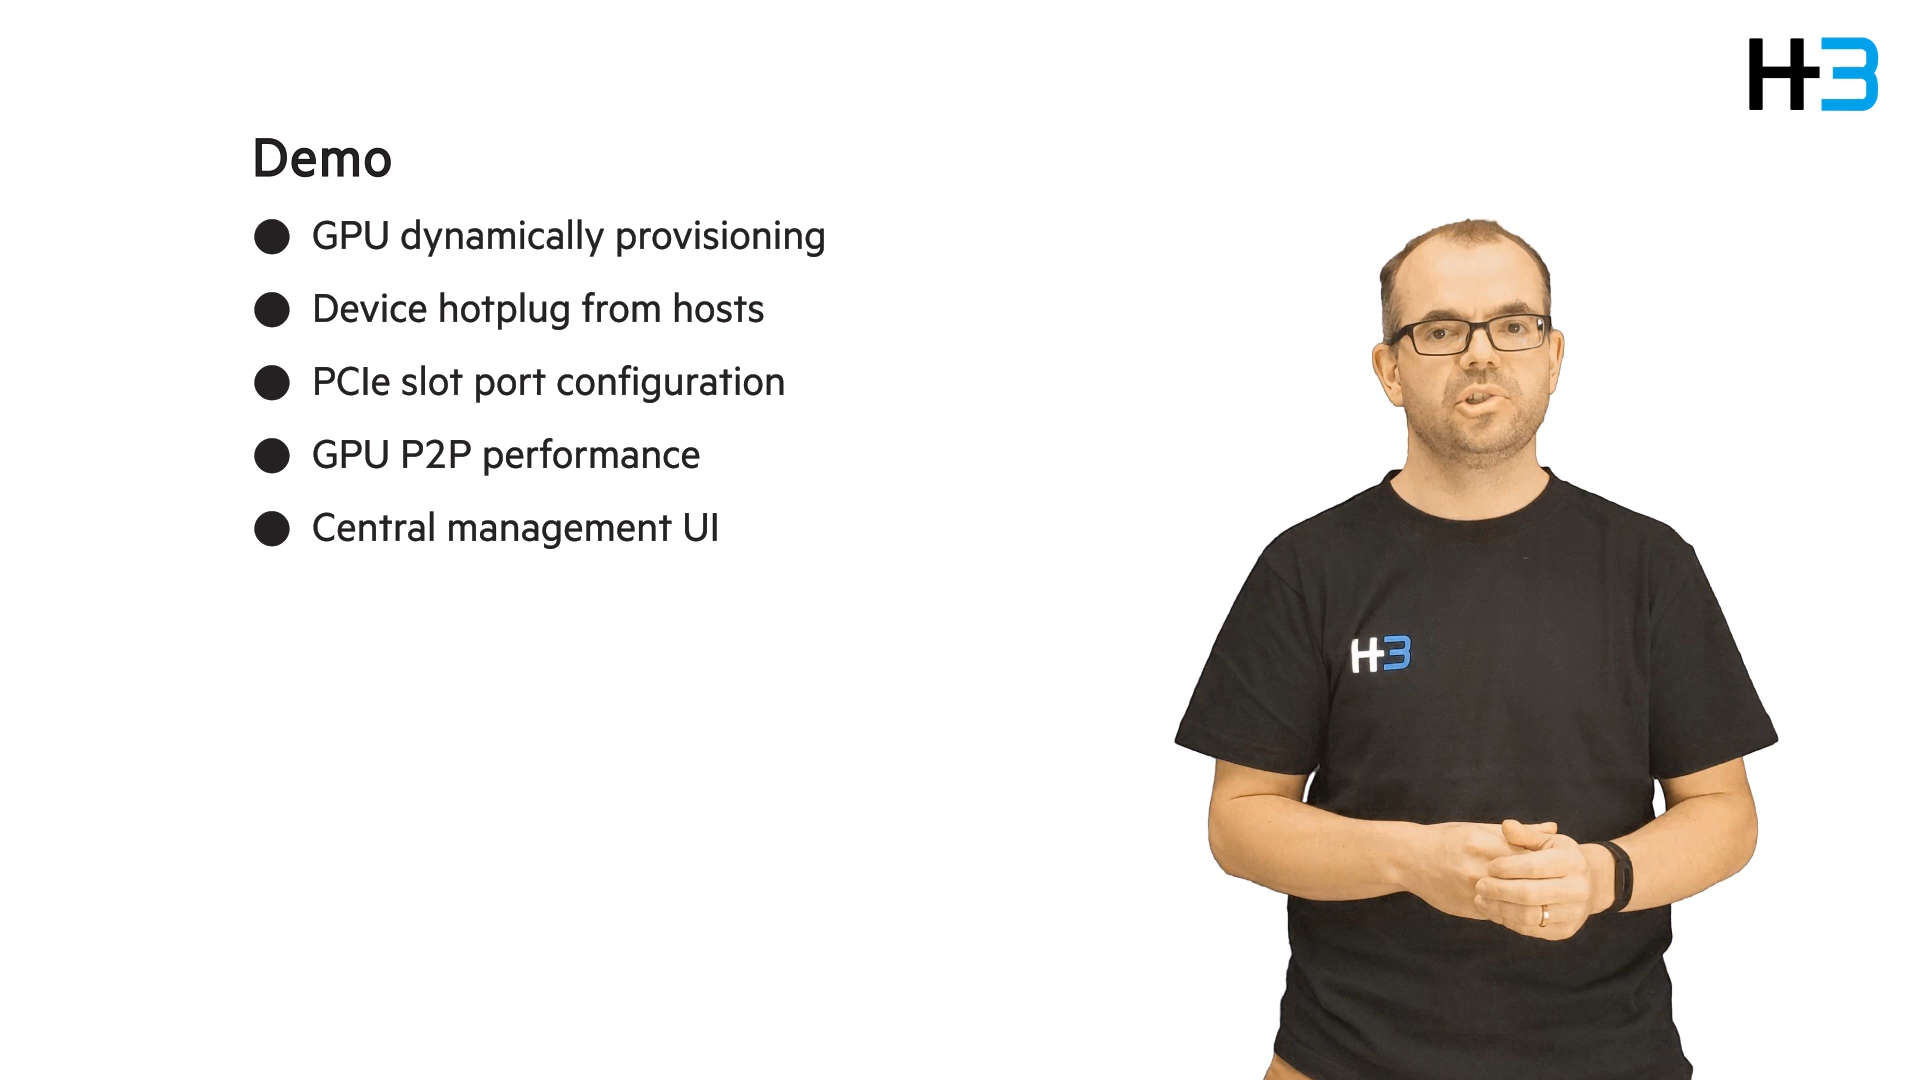 H3
Demo
GPU dynamically provisioning
Device hotplug from hosts
PCIe slot port configuration
GPU P2P performance
Central management UI
H3